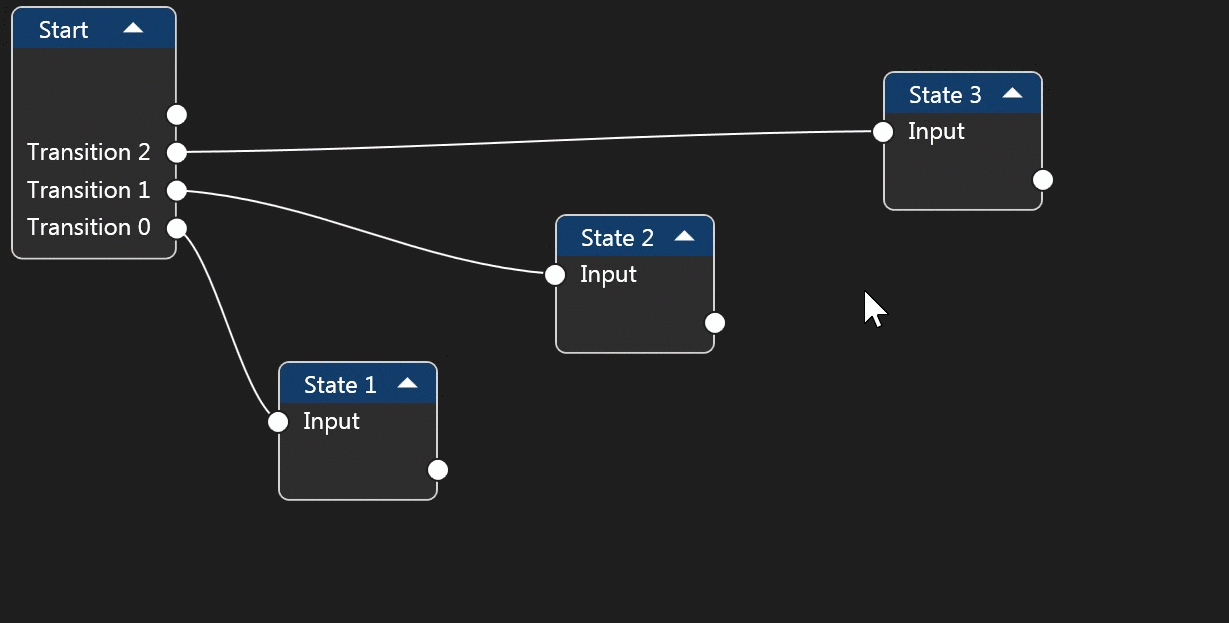 Start
Transition 2
Transition 1
Transition 0
State 3
Input
State 2
Input
State 1
Input